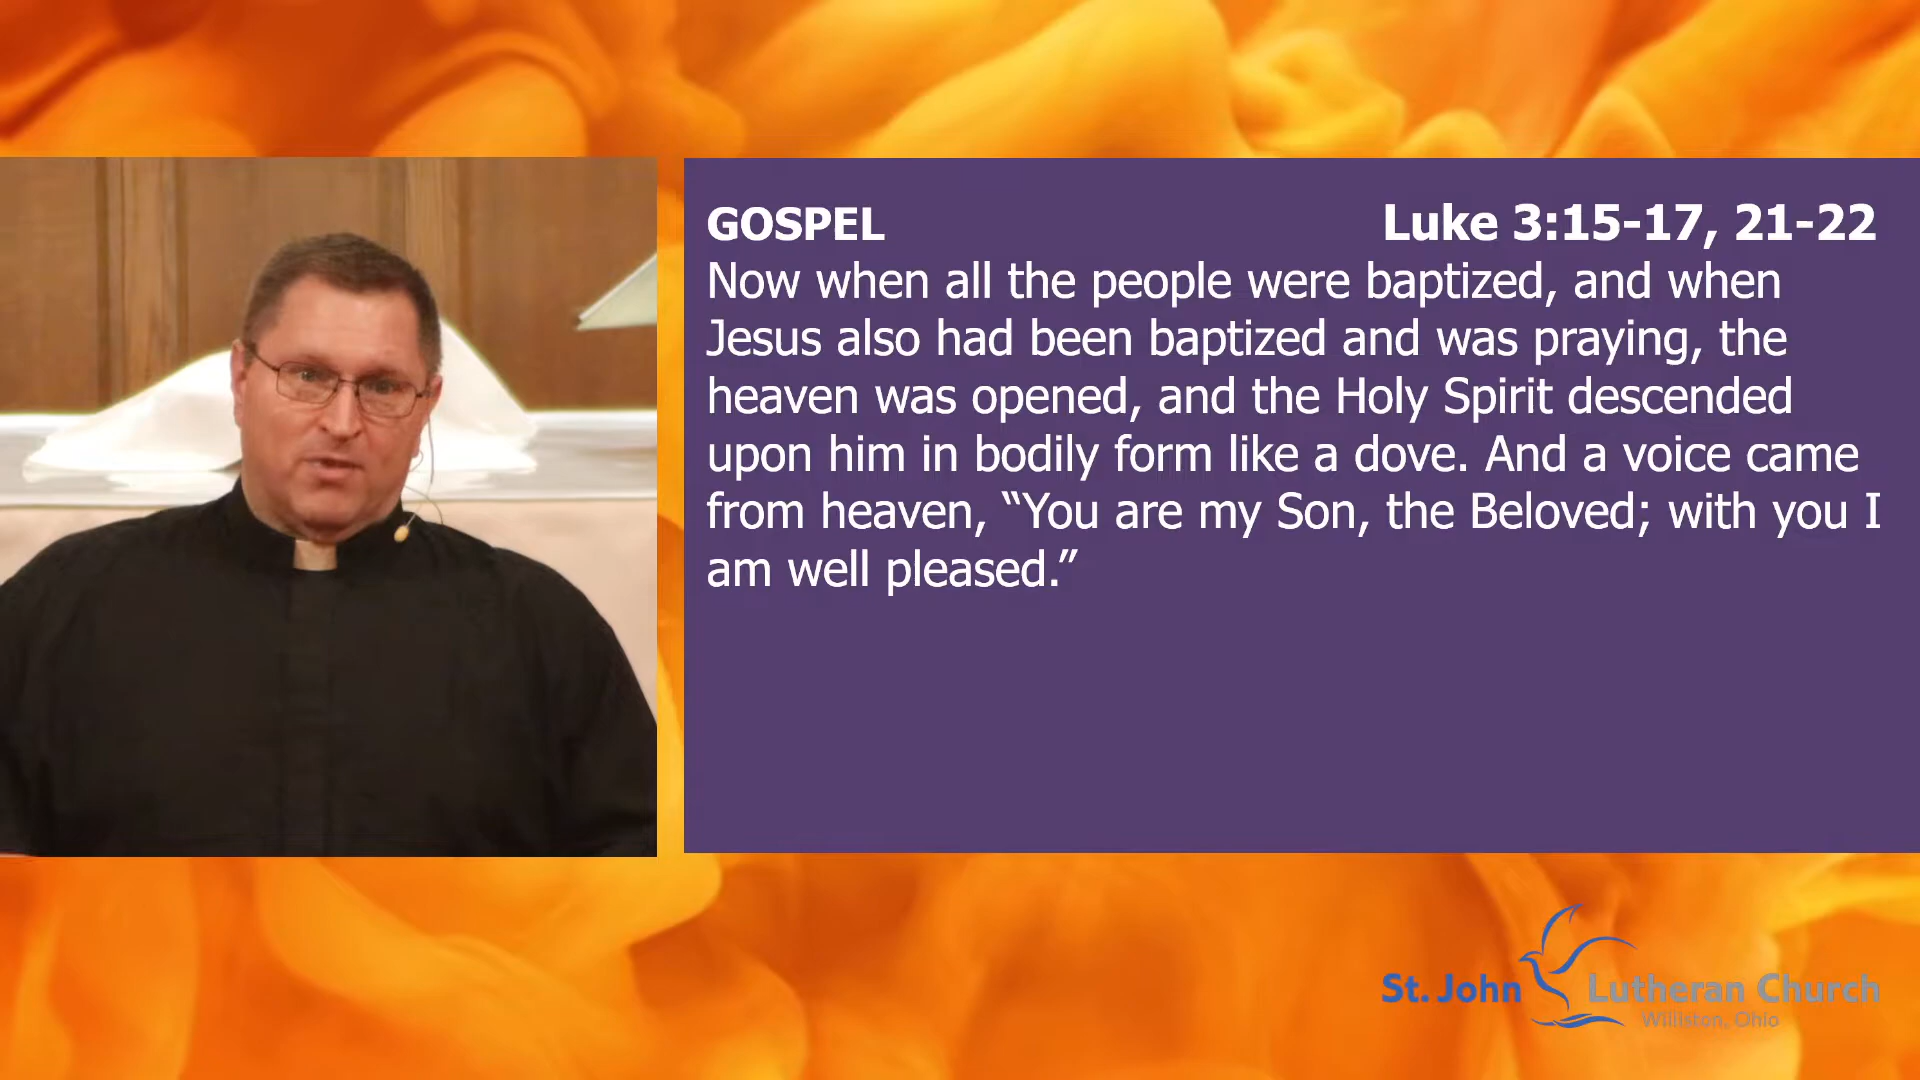 GOSPEL Luke 3:15-17, 21-22
Now when all the people were baptized, and when
Jesus also had been baptized and was praying, the
heaven was opened, and the Holy Spirit descended
upon him in bodily form like a dove. And a voice came
from heaven, “You are my Son, the Beloved; with you I
am well pleased.”
St. John Lutheran Church
Williston, Ohio